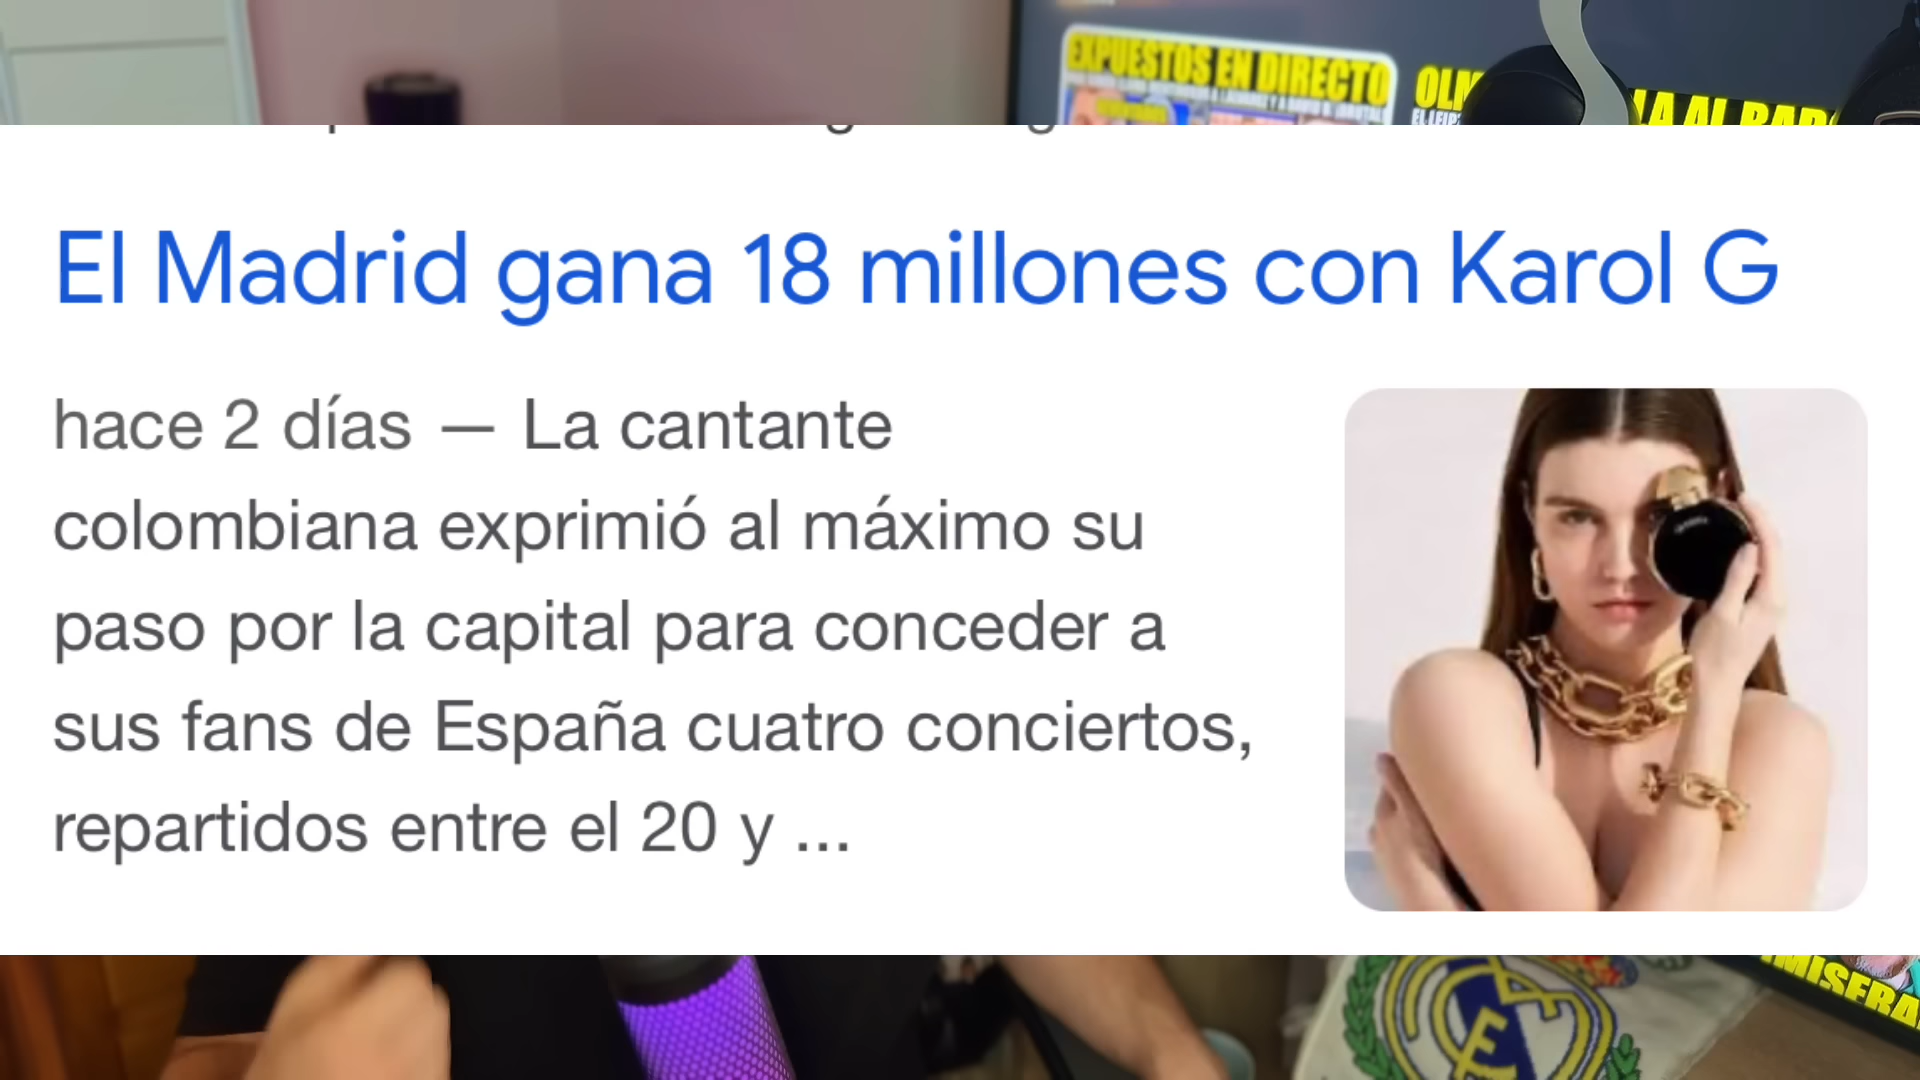 EXPUESTOS EN DIRECTO
El Madrid gana 18 millones con Karol G
hace 2 días — La cantante
colombiana exprimió al máximo su
paso por la capital para conceder a
sus fans de España cuatro conciertos,
repartidos entre el 20 y ...